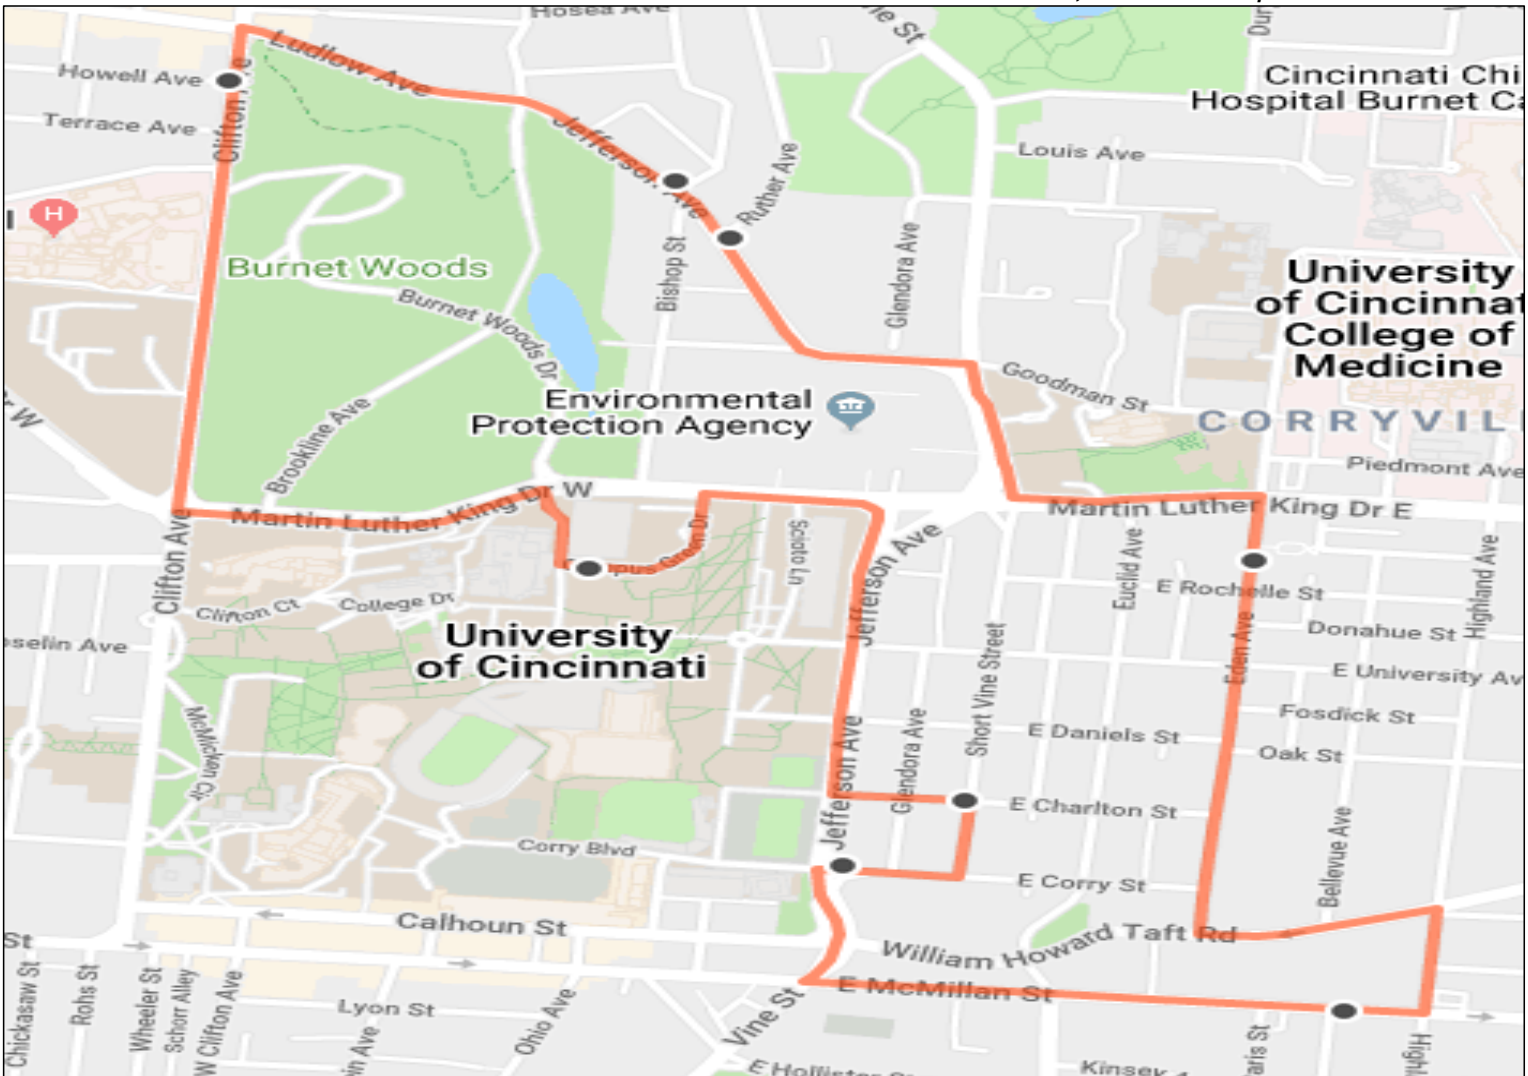 Hosea Ave
Ludlow Ave
Howell Ave
Terrace Ave
Cincinnati Chi
Hospital Burnet Ca
Louis Ave
Jefferson Ave
Ruther Ave
H
Burnet Woods
Bishop St
Glendora Ave
University
of Cincinnat
College of
Medicine
Burnet Woods Dr
Goodman St
Environmental
Protection Agency
CORRYVIL
Dr W
Brookline Ave
Piedmont Ave
Martin Luther King Dr W
Martin Luther King Dr E
Clifton Ave
Scioto Ln
Jefferson Ave
Euclid Ave
E Rochelle St
Highland Ave
Clifton Ct
College Dr
Donahue St
University
of Cincinnati
Eden Ave
E University Av
McMicken Cir
Short Vine Street
Fosdick St
E Daniels St
Oak St
Jefferson Ave
Glendora Ave
E Charlton St
Corry Blvd
Bellevue Ave
E Corry St
Calhoun St
William Howard Taft Rd
St
E McMillan St
Chickasaw St
Rohs St
Wheeler St
Schorr Alley
W Clifton Ave
Lyon St
Ohio Ave
Vine St
Kinsey